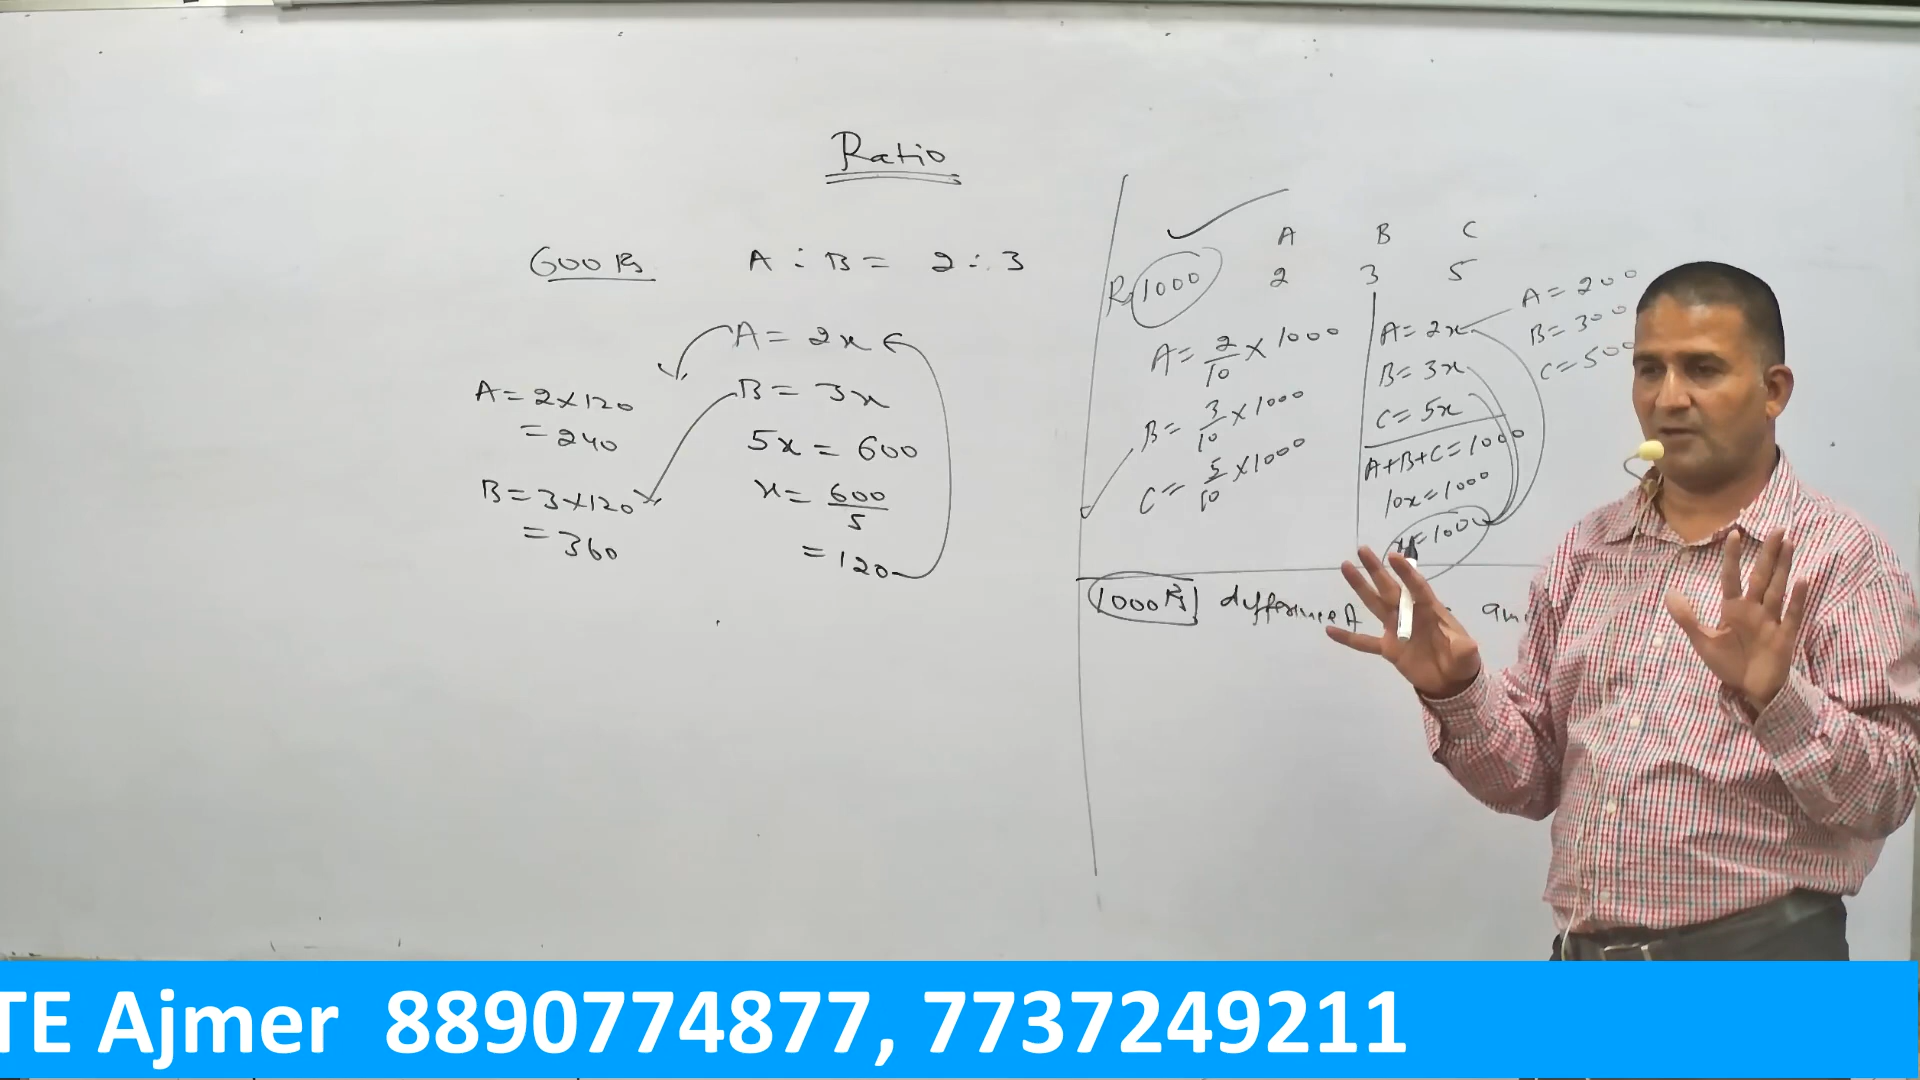 Ratio
600 Rs A : B = 2 : 3
A = 2x
B = 3x
5x = 600
x = 600/5
= 120
A = 2×120
= 240
B = 3×120
= 360
A B C
Rs 1000 2 3 5
A = 2/10 × 1000
B = 3/10 × 1000
C = 5/10 × 1000
A = 2x
B = 3x
C = 5x
A+B+C = 1000
10x = 1000
x = 100
A = 200
B = 300
C = 500
1000 Rs difference A
TE Ajmer 8890774877, 7737249211